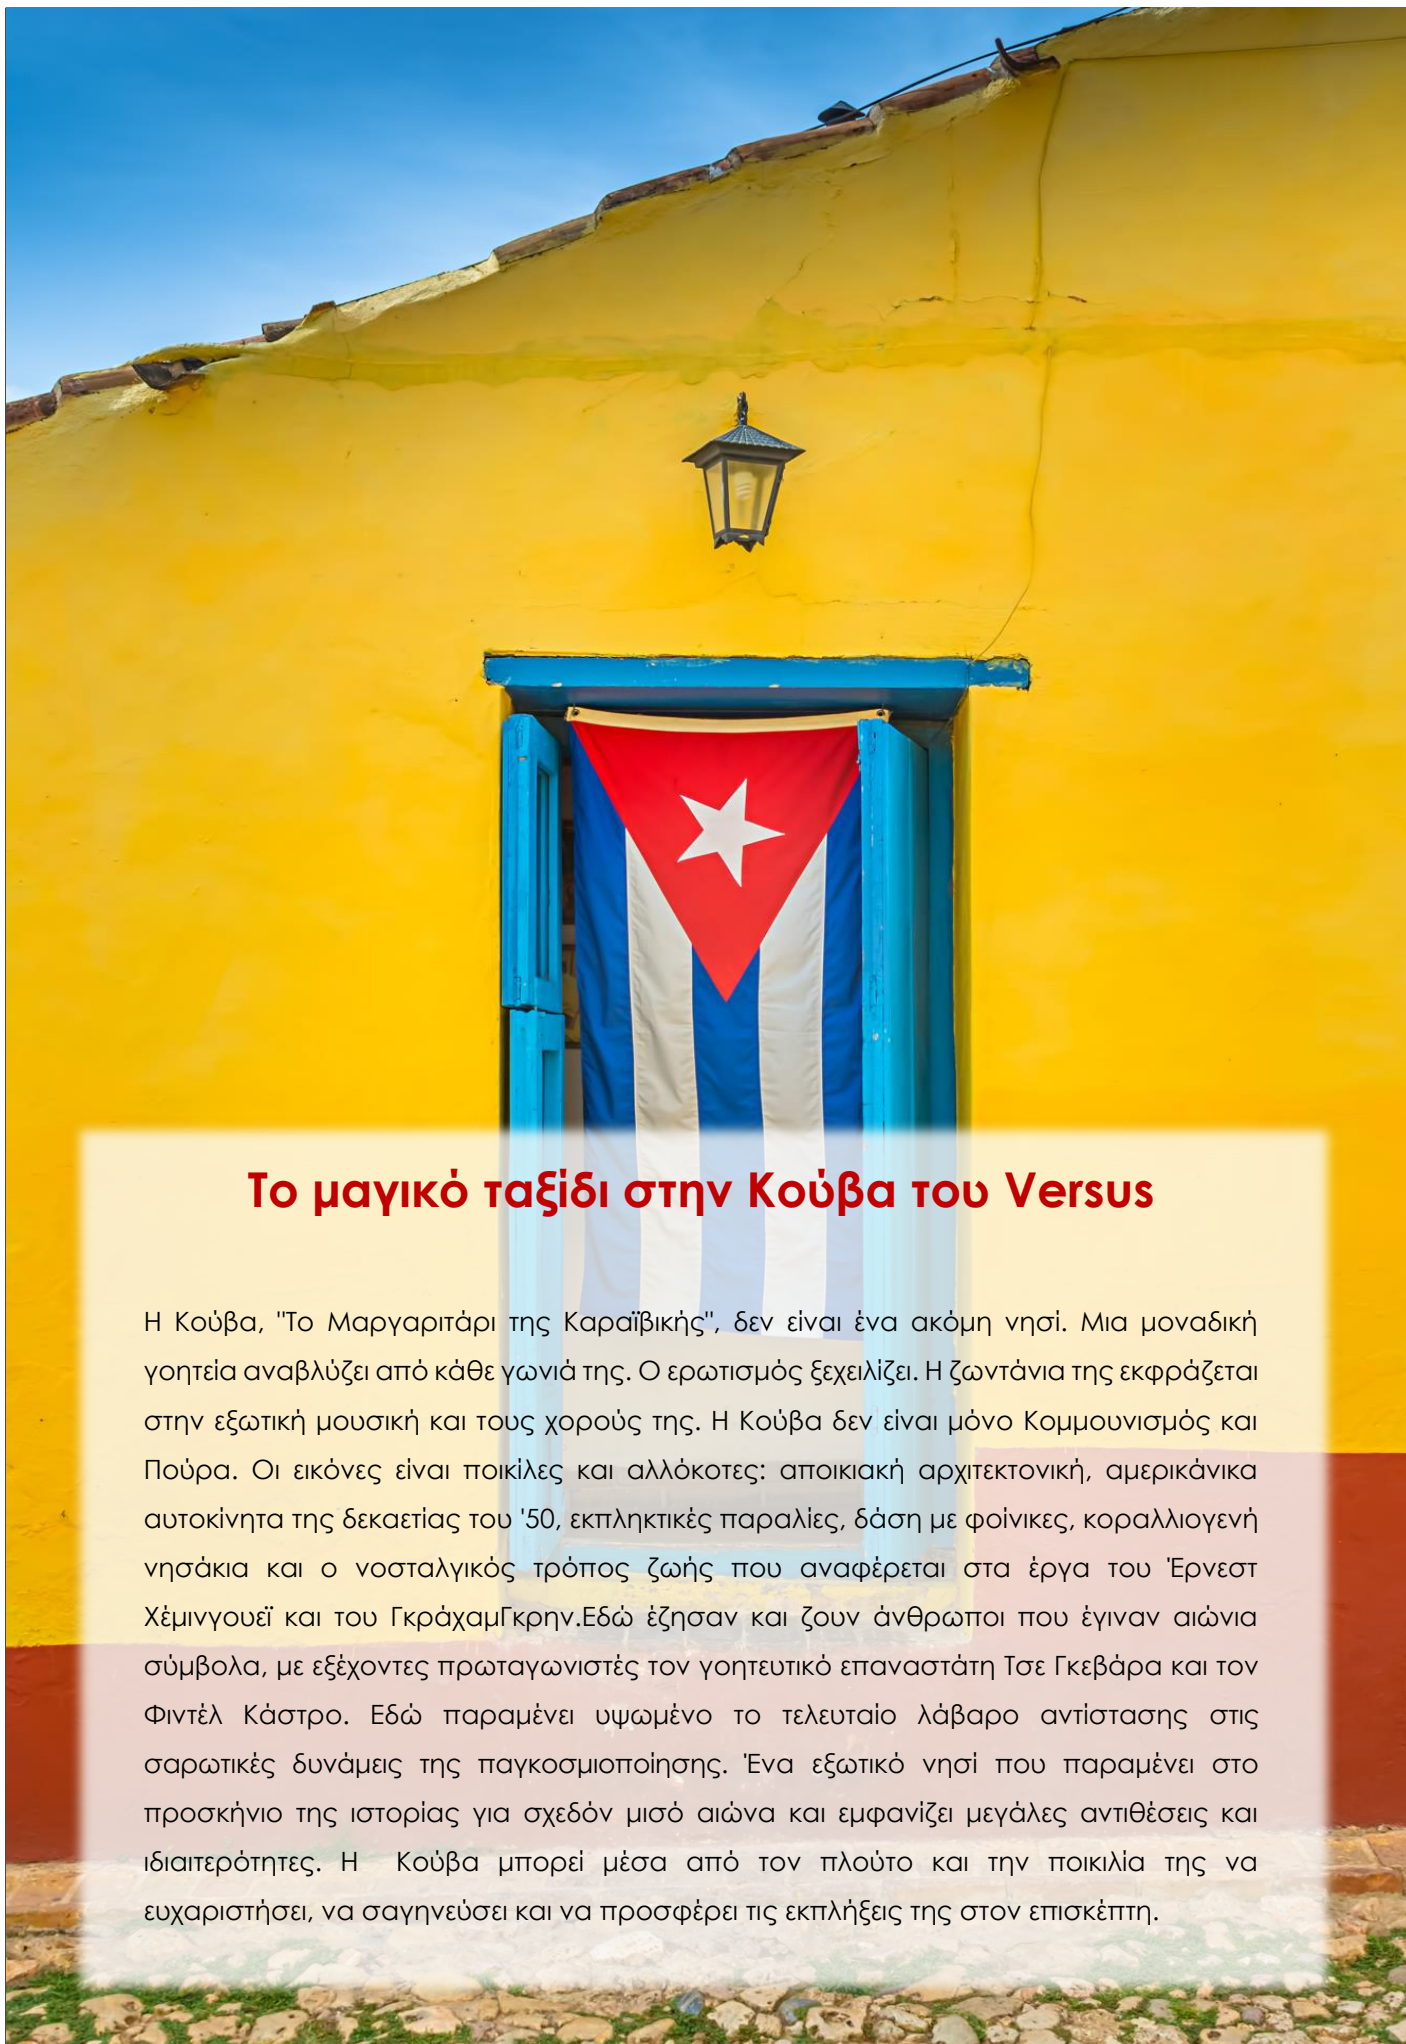 Το μαγικό ταξίδι στην Κούβα του Versus
Η Κούβα, "Το Μαργαριτάρι της Καραϊβικής", δεν είναι ένα ακόμη νησί. Μια μοναδική
γοητεία αναβλύζει από κάθε γωνιά της. Ο ερωτισμός ξεχειλίζει. Η ζωντάνια της εκφράζεται
στην εξωτική μουσική και τους χορούς της. Η Κούβα δεν είναι μόνο Κομμουνισμός και
Πούρα. Οι εικόνες είναι ποικίλες και αλλόκοτες: αποικιακή αρχιτεκτονική, αμερικάνικα
αυτοκίνητα της δεκαετίας του '50, εκπληκτικές παραλίες, δάση με φοίνικες, κοραλλιογενή
νησάκια και ο νοσταλγικός τρόπος ζωής που αναφέρεται στα έργα του Έρνεστ
Χέμινγουεϊ και του ΓκράχαμΓκρην.Εδώ έζησαν και ζουν άνθρωποι που έγιναν αιώνια
σύμβολα, με εξέχοντες πρωταγωνιστές τον γοητευτικό επαναστάτη Τσε Γκεβάρα και τον
Φιντέλ Κάστρο. Εδώ παραμένει υψωμένο το τελευταίο λάβαρο αντίστασης στις
σαρωτικές δυνάμεις της παγκοσμιοποίησης. Ένα εξωτικό νησί που παραμένει στο
προσκήνιο της ιστορίας για σχεδόν μισό αιώνα και εμφανίζει μεγάλες αντιθέσεις και
ιδιαιτερότητες. Η Κούβα μπορεί μέσα από τον πλούτο και την ποικιλία της να
ευχαριστήσει, να σαγηνεύσει και να προσφέρει τις εκπλήξεις της στον επισκέπτη.